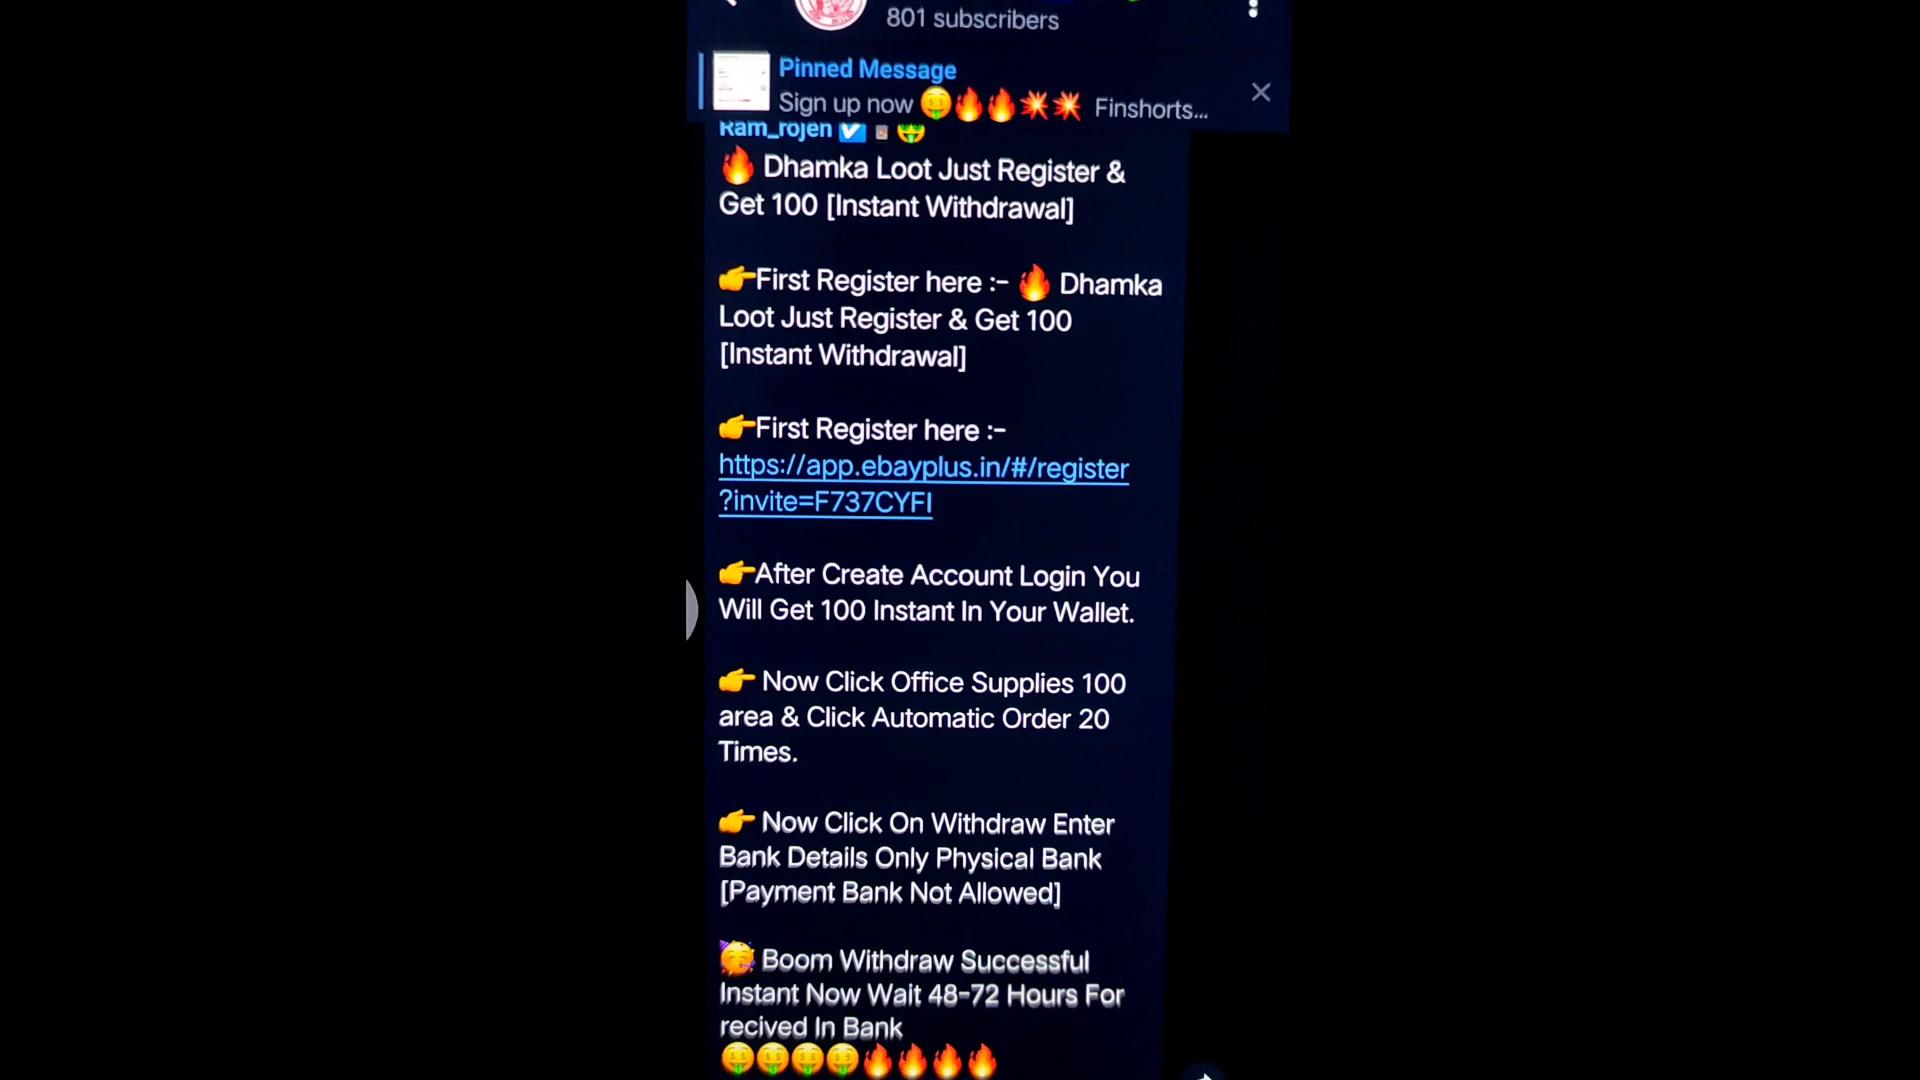 801 subscribers
Pinned Message
Sign up now 🤑🔥🔥💥💥 Finshorts...
Ram_rojen ☑️ 🤑
🔥 Dhamka Loot Just Register &
Get 100 [Instant Withdrawal]
👉First Register here :- 🔥 Dhamka
Loot Just Register & Get 100
[Instant Withdrawal]
👉First Register here :-
https://app.ebayplus.in/#/register
?invite=F737CYFI
👉After Create Account Login You
Will Get 100 Instant In Your Wallet.
👉 Now Click Office Supplies 100
area & Click Automatic Order 20
Times.
👉 Now Click On Withdraw Enter
Bank Details Only Physical Bank
[Payment Bank Not Allowed]
🥳 Boom Withdraw Successful
Instant Now Wait 48-72 Hours For
recived In Bank
🤑🤑🤑🤑🔥🔥🔥🔥